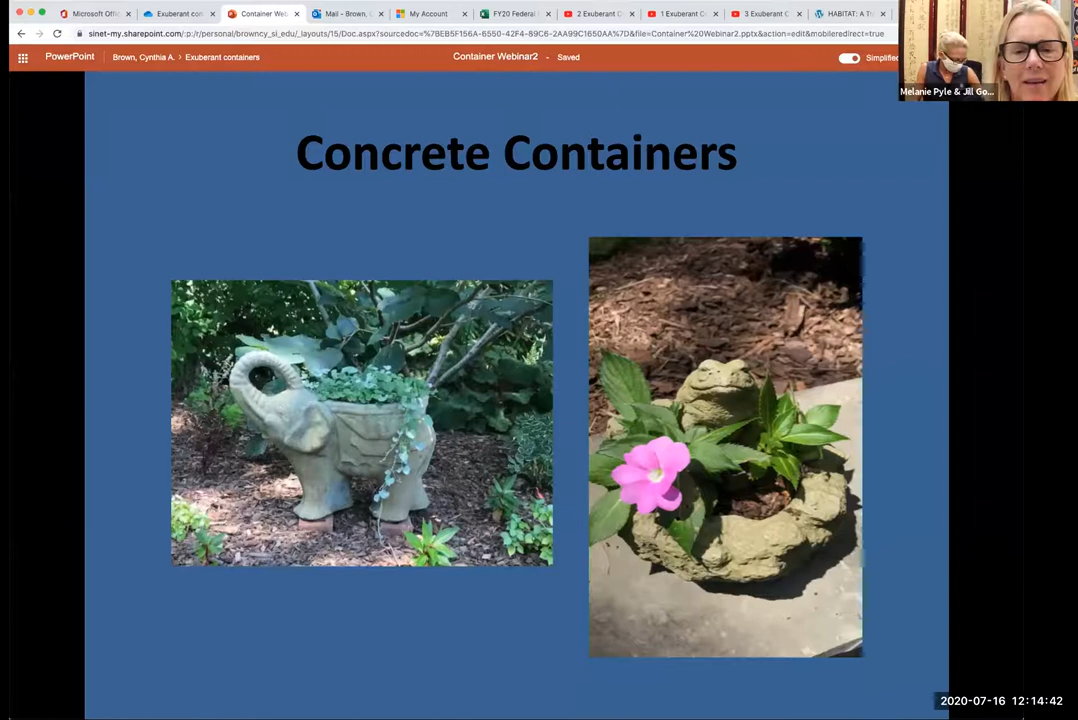 Microsoft Offic
Exuberant con
Container Web
Mail - Brown, C
My Account
FY20 Federal F
2 Exuberant C
1 Exuberant C
3 Exuberant C
HABITAT: A Th
sinet-my.sharepoint.com/:p:/r/personal/browncy_si_edu/_layouts/15/Doc.aspx?sourcedoc=%7BEB5F156A-6550-42F4-89C6-2AA99C1650AA%7D&file=Container%20Webinar2.pptx&action=edit&mobileredirect=true
PowerPoint
Brown, Cynthia A. > Exuberant containers
Container Webinar2 - Saved
Simplified
Melanie Pyle & Jill Go...
Concrete Containers
2020-07-16 12:14:42